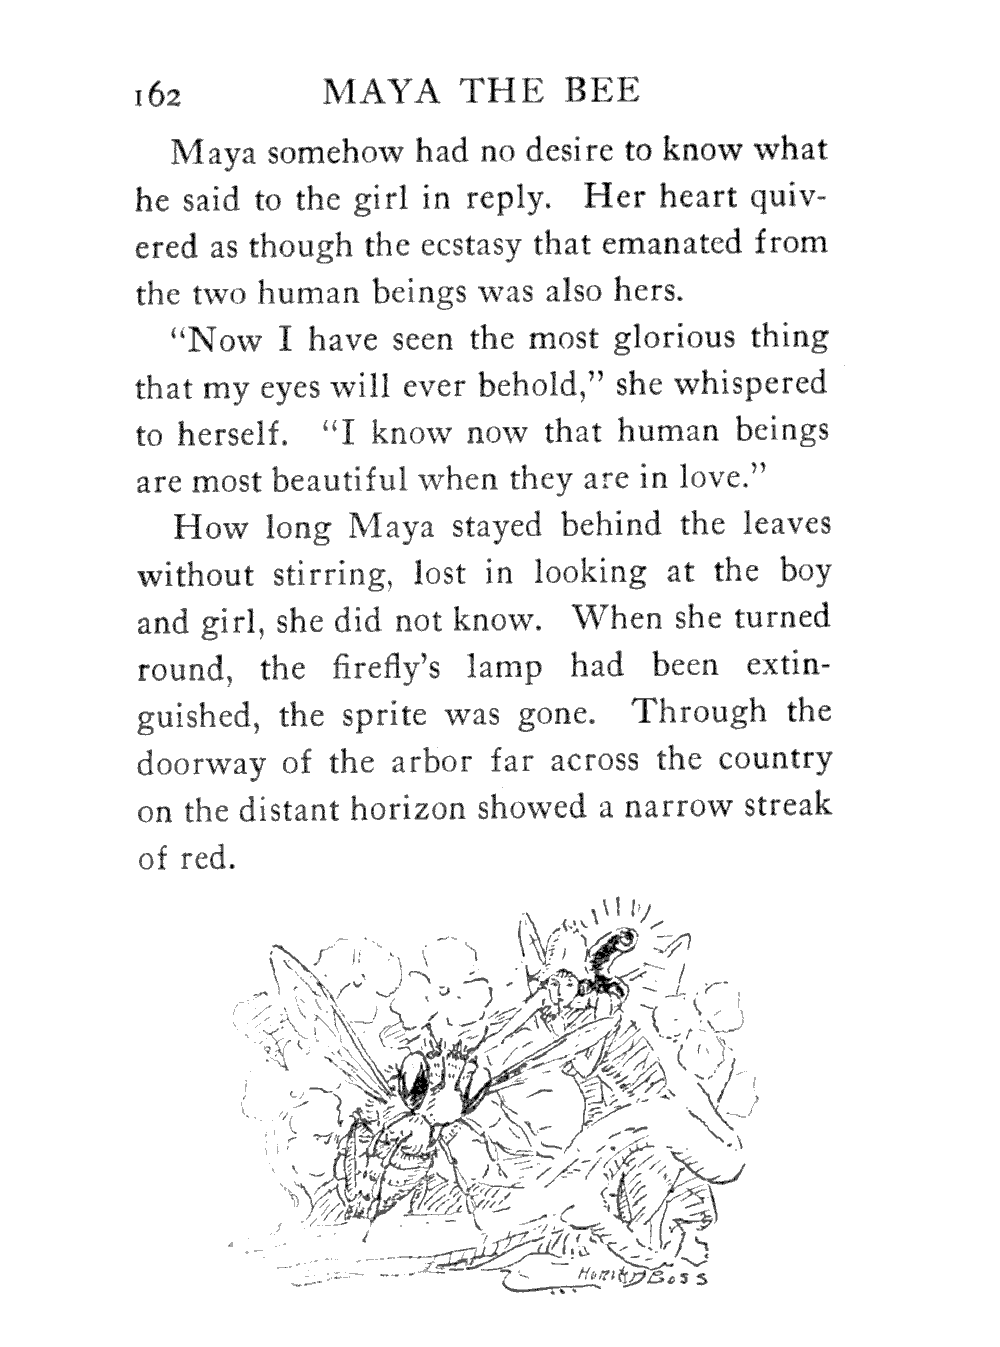 162 MAYA THE BEE
Maya somehow had no desire to know what
he said to the girl in reply. Her heart quiv-
ered as though the ecstasy that emanated from
the two human beings was also hers.
“Now I have seen the most glorious thing
that my eyes will ever behold,” she whispered
to herself. “I know now that human beings
are most beautiful when they are in love.”
How long Maya stayed behind the leaves
without stirring, lost in looking at the boy
and girl, she did not know. When she turned
round, the firefly’s lamp had been extin-
guished, the sprite was gone. Through the
doorway of the arbor far across the country
on the distant horizon showed a narrow streak
of red.
Boss